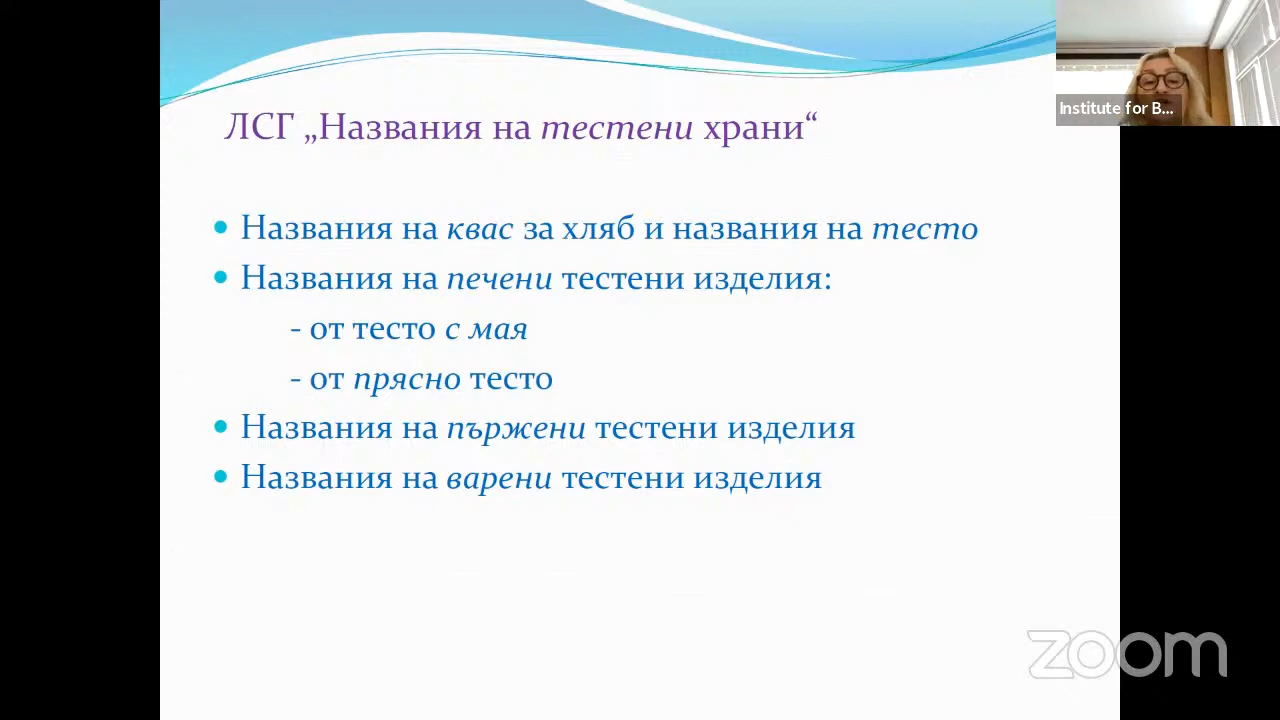 ЛСГ „Названия на тестени храни“
Institute for B...
• Названия на квас за хляб и названия на тесто
• Названия на печени тестени изделия:
- от тесто с мая
- от прясно тесто
• Названия на пържени тестени изделия
• Названия на варени тестени изделия
zoom